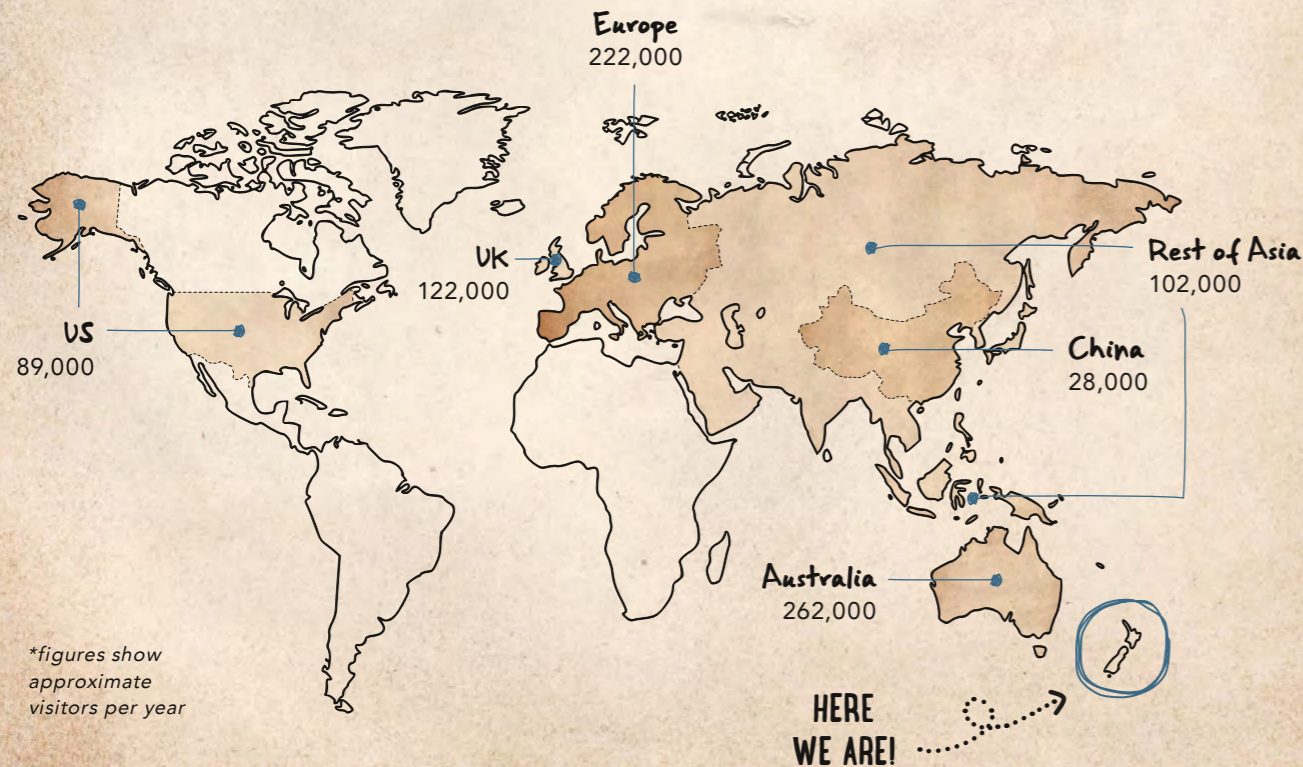 Europe
222,000
UK
122,000
Rest of Asia
102,000
US
89,000
China
28,000
Australia
262,000
*figures show
approximate
visitors per year
HERE
WE ARE!